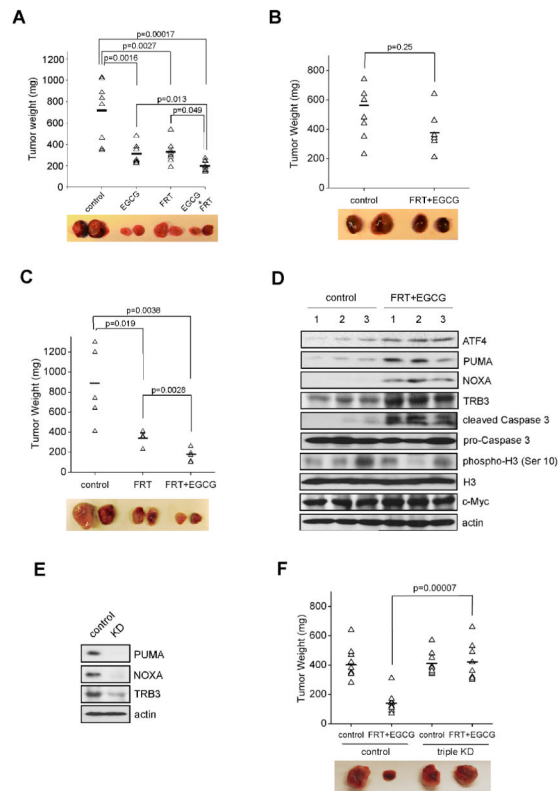 A
p=0.00017
p=0.0027
p=0.0016
p=0.013
p=0.049
Tumor weight (mg)
1200
1000
800
600
400
200
0
control
EGCG
FRT
EGCG
+
FRT
B
p=0.25
Tumor Weight (mg)
800
600
400
200
0
control FRT+EGCG
C
p=0.0038
p=0.019
p=0.0028
Tumor Weight (mg)
1400
1200
1000
800
600
400
200
0
control FRT FRT+EGCG
D
control FRT+EGCG
1 2 3 1 2 3
ATF4
PUMA
NOXA
TRB3
cleaved Caspase 3
pro-Caspase 3
phospho-H3 (Ser 10)
H3
c-Myc
actin
E
control
KD
PUMA
NOXA
TRB3
actin
F
p=0.00007
Tumor Weight (mg)
800
600
400
200
0
control FRT+EGCG control FRT+EGCG
control triple KD